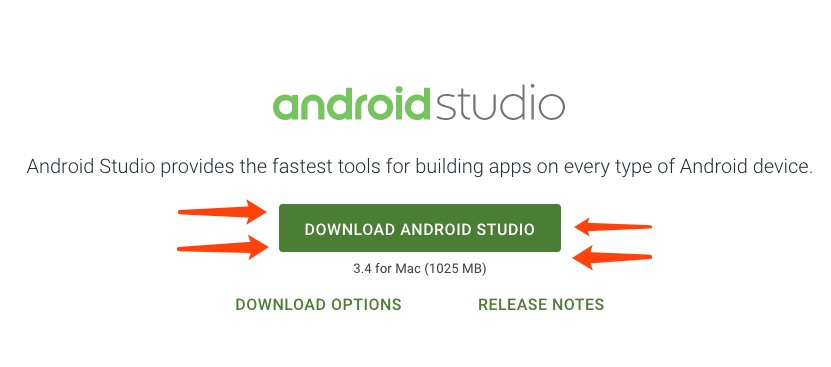 androidstudio
Android Studio provides the fastest tools for building apps on every type of Android device.
DOWNLOAD ANDROID STUDIO
3.4 for Mac (1025 MB)
DOWNLOAD OPTIONS RELEASE NOTES